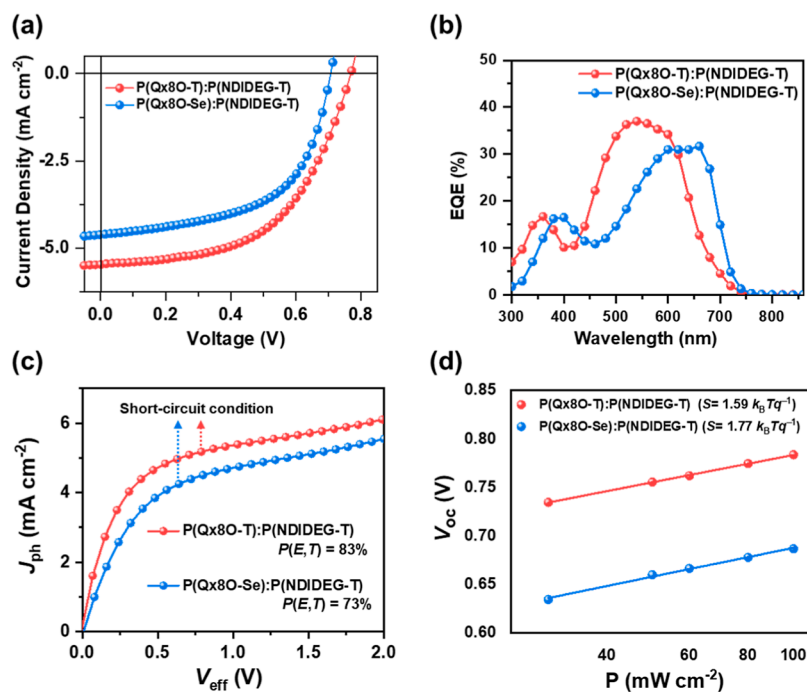 (a)
0.0
-2.5
-5.0
Current Density (mA cm-2)
P(Qx8O-T):P(NDIDEG-T)
P(Qx8O-Se):P(NDIDEG-T)
0.0 0.2 0.4 0.6 0.8
Voltage (V)
(b)
50
40
30
20
10
0
EQE (%)
P(Qx8O-T):P(NDIDEG-T)
P(Qx8O-Se):P(NDIDEG-T)
300 400 500 600 700 800
Wavelength (nm)
(c)
6
4
2
0
Jph (mA cm-2)
Short-circuit condition
P(Qx8O-T):P(NDIDEG-T)
P(E,T) = 83%
P(Qx8O-Se):P(NDIDEG-T)
P(E,T) = 73%
0.0 0.5 1.0 1.5 2.0
Veff (V)
(d)
0.85
0.80
0.75
0.70
0.65
0.60
Voc (V)
P(Qx8O-T):P(NDIDEG-T) (S= 1.59 kBTq-1)
P(Qx8O-Se):P(NDIDEG-T) (S= 1.77 kBTq-1)
40 60 80 100
P (mW cm-2)